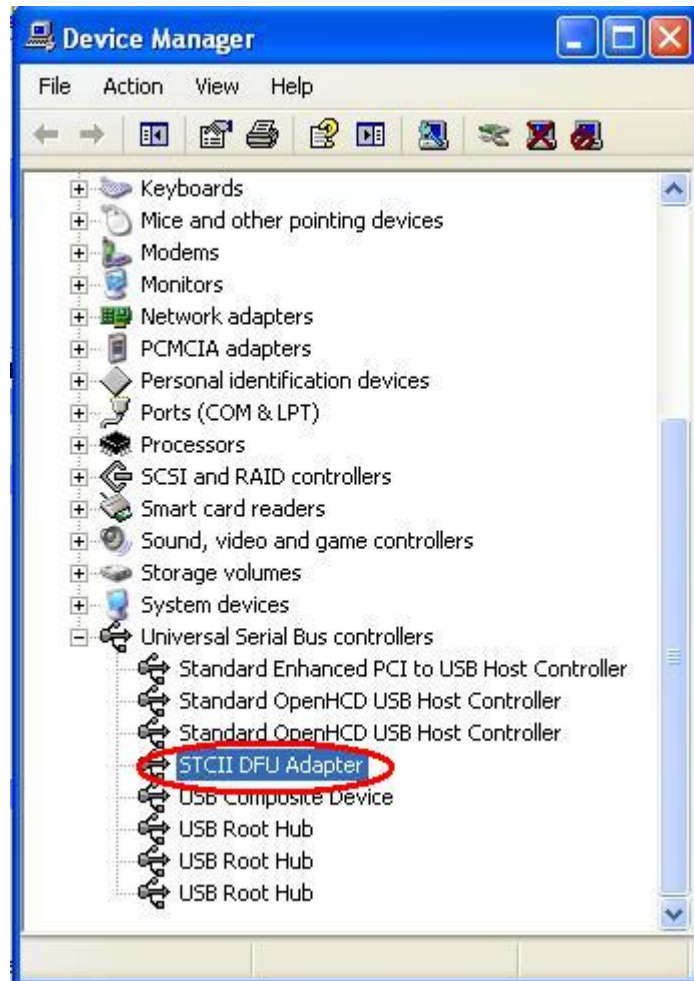 Device Manager
File Action View Help
Keyboards
Mice and other pointing devices
Modems
Monitors
Network adapters
PCMCIA adapters
Personal identification devices
Ports (COM & LPT)
Processors
SCSI and RAID controllers
Smart card readers
Sound, video and game controllers
Storage volumes
System devices
Universal Serial Bus controllers
Standard Enhanced PCI to USB Host Controller
Standard OpenHCD USB Host Controller
Standard OpenHCD USB Host Controller
STCII DFU Adapter
USB Composite Device
USB Root Hub
USB Root Hub
USB Root Hub